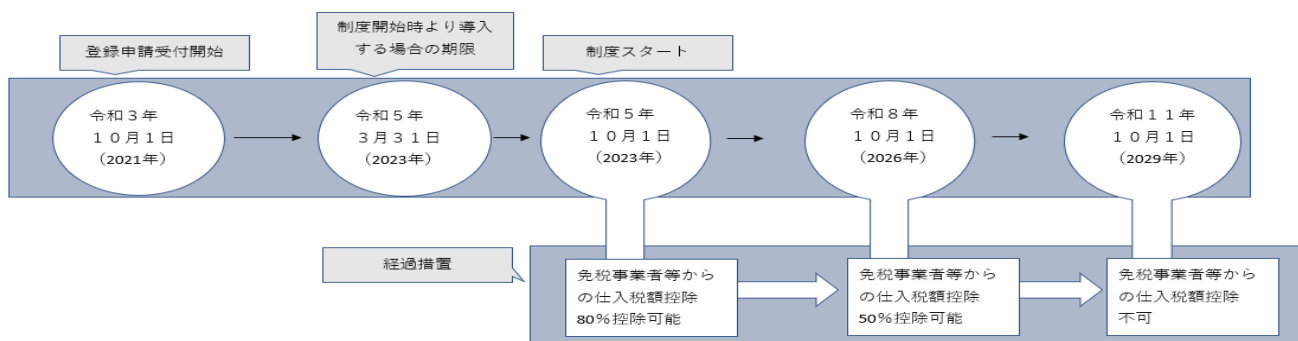 登録申請受付開始
制度開始時より導入
する場合の期限
制度スタート
令和３年
１０月１日
（2021年）
令和５年
３月３１日
（2023年）
令和５年
１０月１日
（2023年）
令和８年
１０月１日
（2026年）
令和１１年
１０月１日
（2029年）
経過措置
免税事業者等から
の仕入税額控除
80％控除可能
免税事業者等から
の仕入税額控除
50％控除可能
免税事業者等から
の仕入税額控除
不可